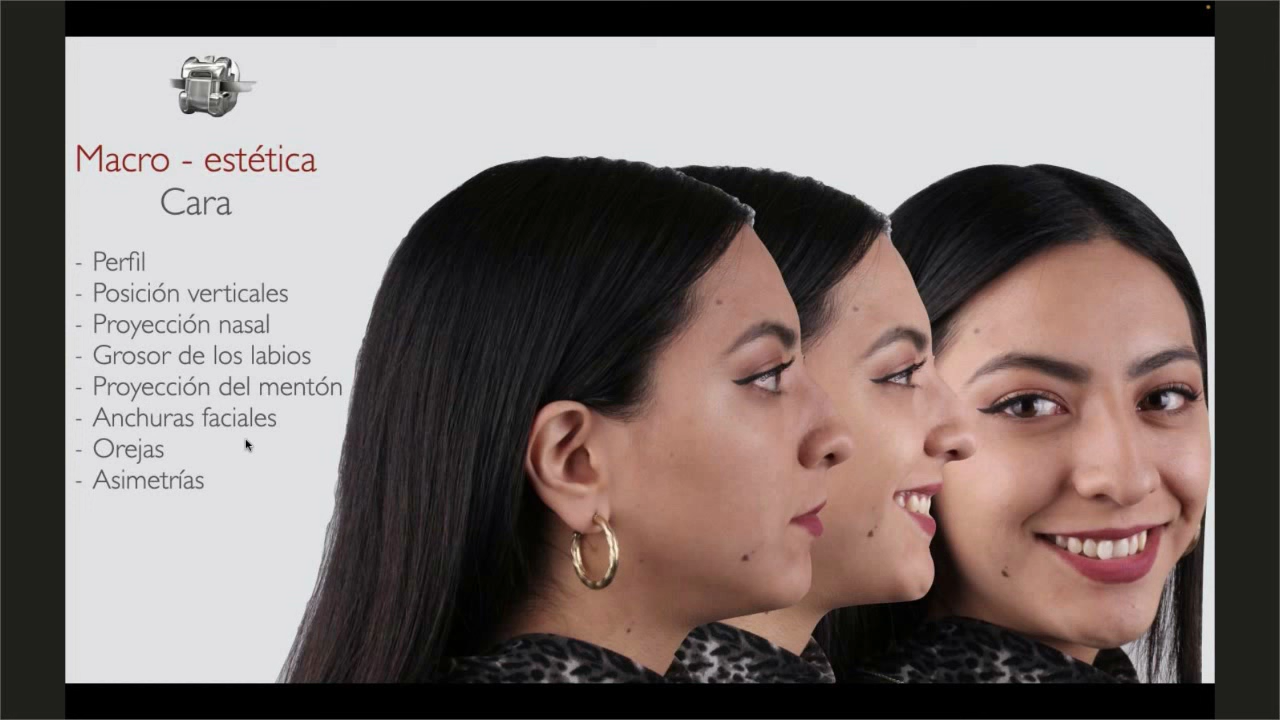 Macro - estética
Cara
- Perfil
- Posición verticales
- Proyección nasal
- Grosor de los labios
- Proyección del mentón
- Anchuras faciales
- Orejas
- Asimetrías